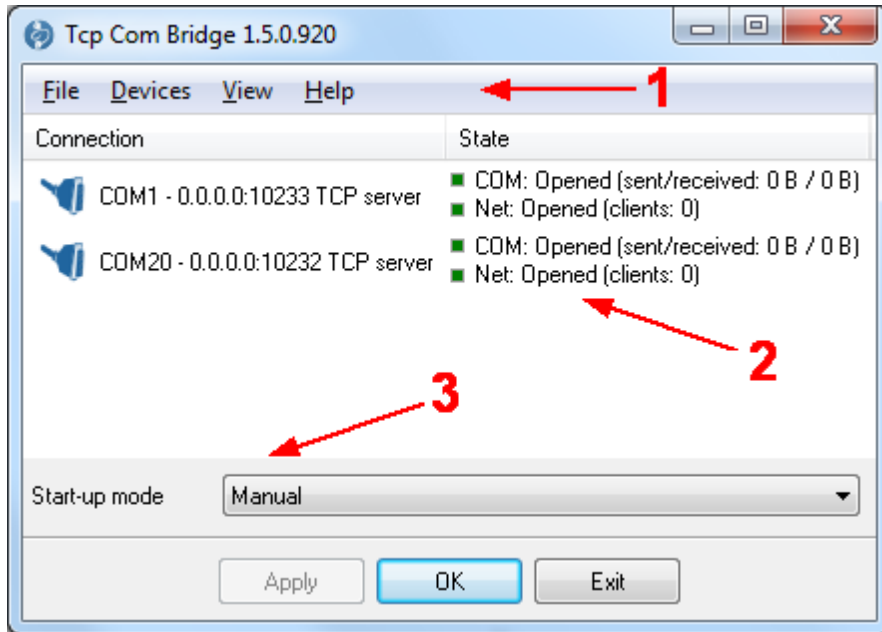 Tcp Com Bridge 1.5.0.920
File Devices View Help 1
Connection State
COM1 - 0.0.0.0:10233 TCP server COM: Opened (sent/received: 0 B / 0 B)
Net: Opened (clients: 0)
COM20 - 0.0.0.0:10232 TCP server COM: Opened (sent/received: 0 B / 0 B)
Net: Opened (clients: 0)
2
3
Start-up mode Manual
Apply OK Exit